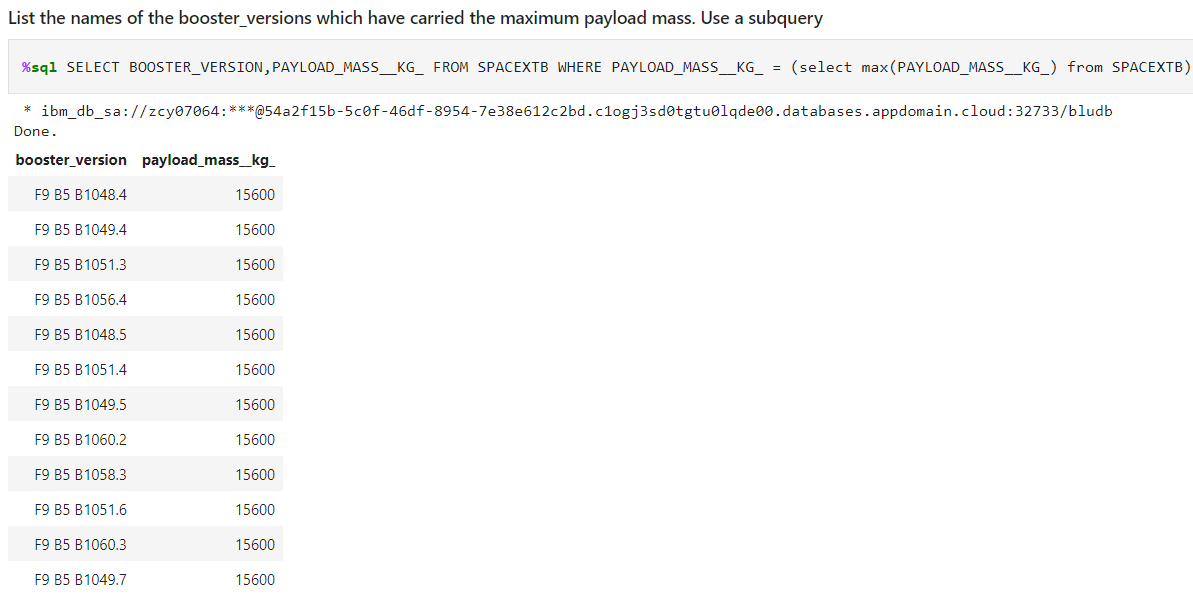 List the names of the booster_versions which have carried the maximum payload mass. Use a subquery
%sql SELECT BOOSTER_VERSION,PAYLOAD_MASS__KG_ FROM SPACEXTB WHERE PAYLOAD_MASS__KG_ = (select max(PAYLOAD_MASS__KG_) from SPACEXTB)
* ibm_db_sa://zcy07064:***@54a2f15b-5c0f-46df-8954-7e38e612c2bd.c1ogj3sd0tgtu0lqde00.databases.appdomain.cloud:32733/bludb
Done.
booster_version payload_mass__kg_
F9 B5 B1048.4 15600
F9 B5 B1049.4 15600
F9 B5 B1051.3 15600
F9 B5 B1056.4 15600
F9 B5 B1048.5 15600
F9 B5 B1051.4 15600
F9 B5 B1049.5 15600
F9 B5 B1060.2 15600
F9 B5 B1058.3 15600
F9 B5 B1051.6 15600
F9 B5 B1060.3 15600
F9 B5 B1049.7 15600